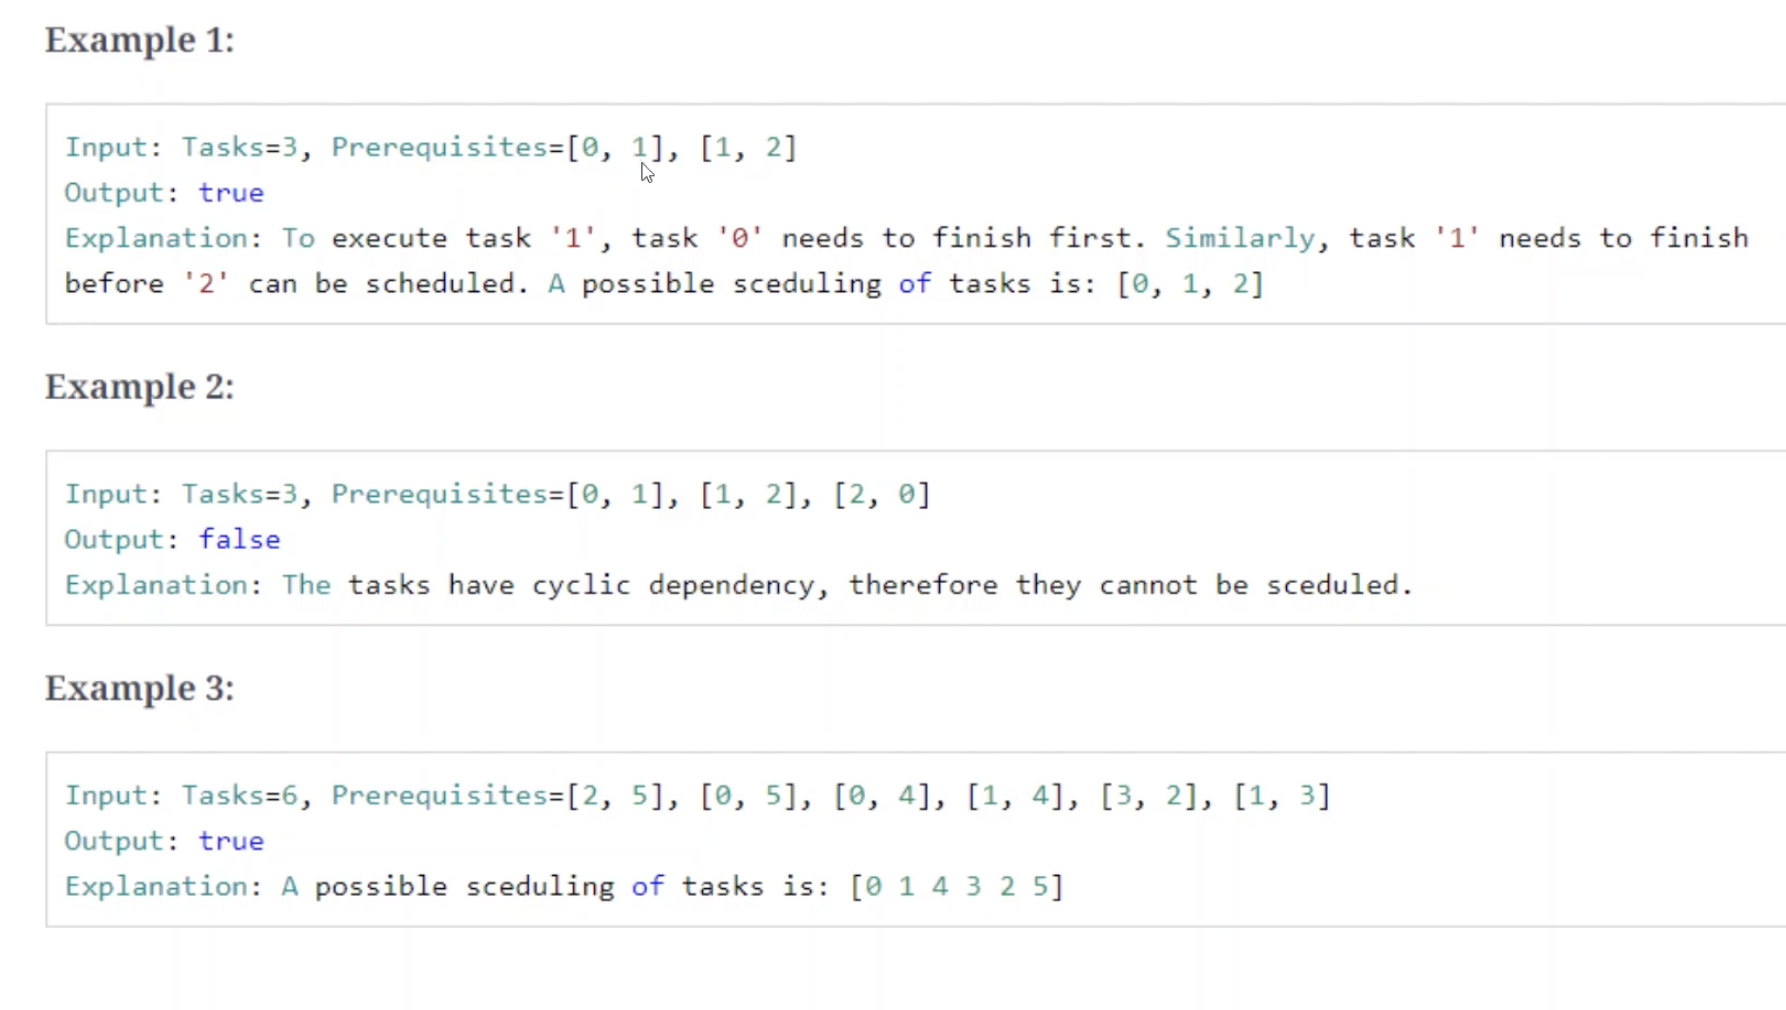 Example 1:
Input: Tasks=3, Prerequisites=[0, 1], [1, 2]
Output: true
Explanation: To execute task '1', task '0' needs to finish first. Similarly, task '1' needs to finish
before '2' can be scheduled. A possible sceduling of tasks is: [0, 1, 2]
Example 2:
Input: Tasks=3, Prerequisites=[0, 1], [1, 2], [2, 0]
Output: false
Explanation: The tasks have cyclic dependency, therefore they cannot be sceduled.
Example 3:
Input: Tasks=6, Prerequisites=[2, 5], [0, 5], [0, 4], [1, 4], [3, 2], [1, 3]
Output: true
Explanation: A possible sceduling of tasks is: [0 1 4 3 2 5]